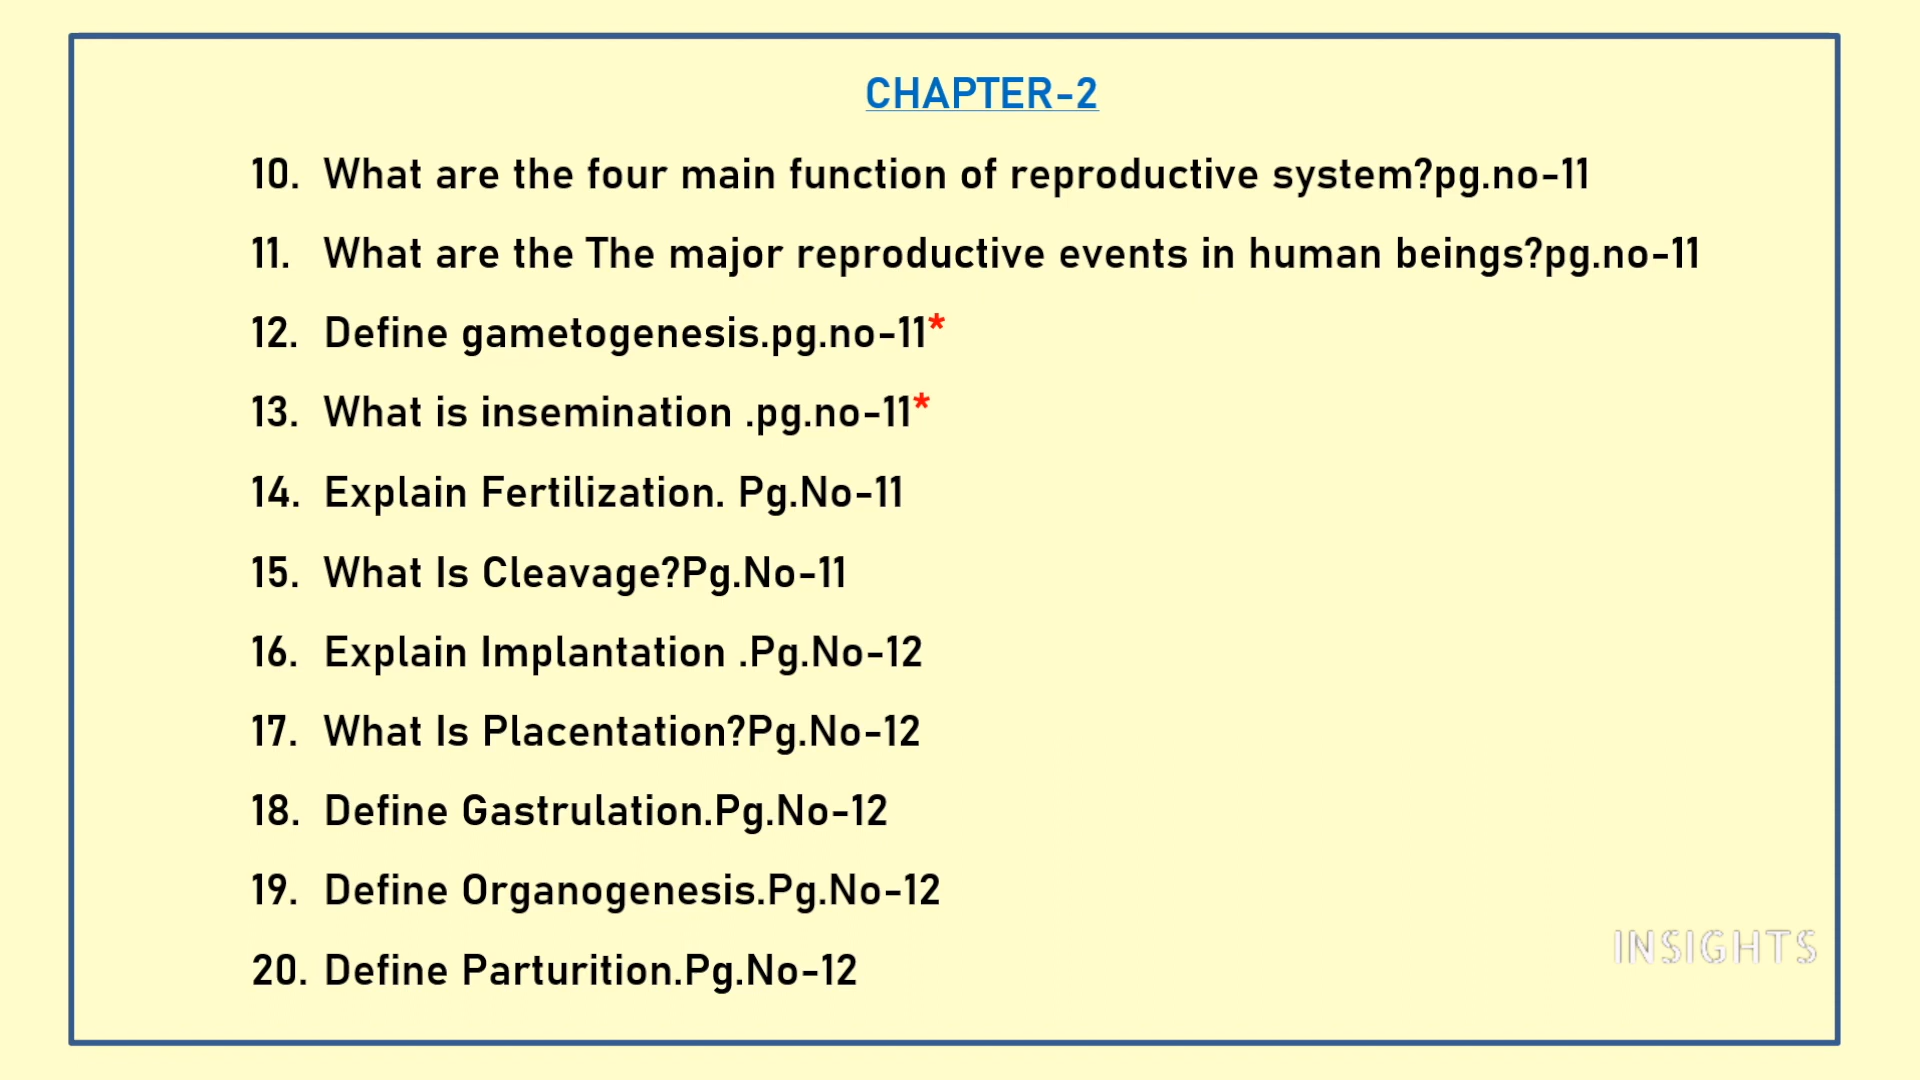 CHAPTER-2
10. What are the four main function of reproductive system?pg.no-11
11. What are the The major reproductive events in human beings?pg.no-11
12. Define gametogenesis.pg.no-11*
13. What is insemination .pg.no-11*
14. Explain Fertilization. Pg.No-11
15. What Is Cleavage?Pg.No-11
16. Explain Implantation .Pg.No-12
17. What Is Placentation?Pg.No-12
18. Define Gastrulation.Pg.No-12
19. Define Organogenesis.Pg.No-12
20. Define Parturition.Pg.No-12
INSIGHTS